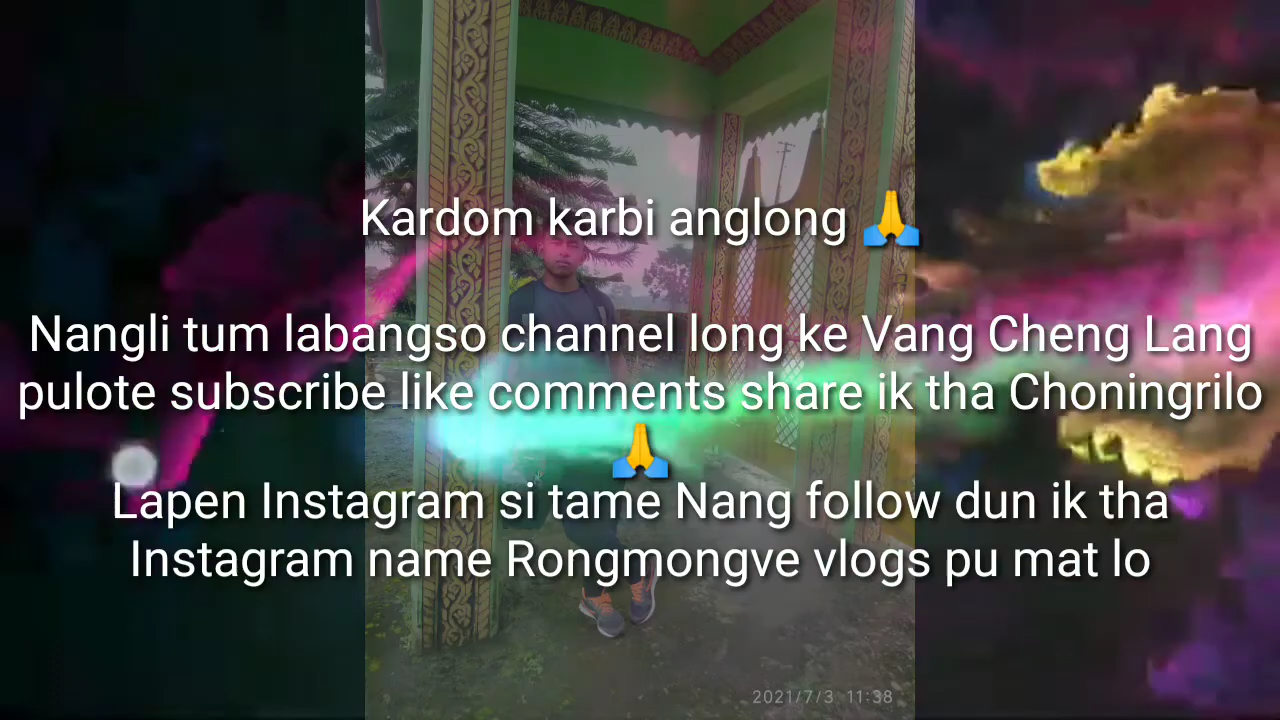 Kardom karbi anglong 🙏
Nangli tum labangso channel long ke Vang Cheng Lang
pulote subscribe like comments share ik tha Choningrilo
🙏
Lapen Instagram si tame Nang follow dun ik tha
Instagram name Rongmongve vlogs pu mat lo
2021/7/3 11:38